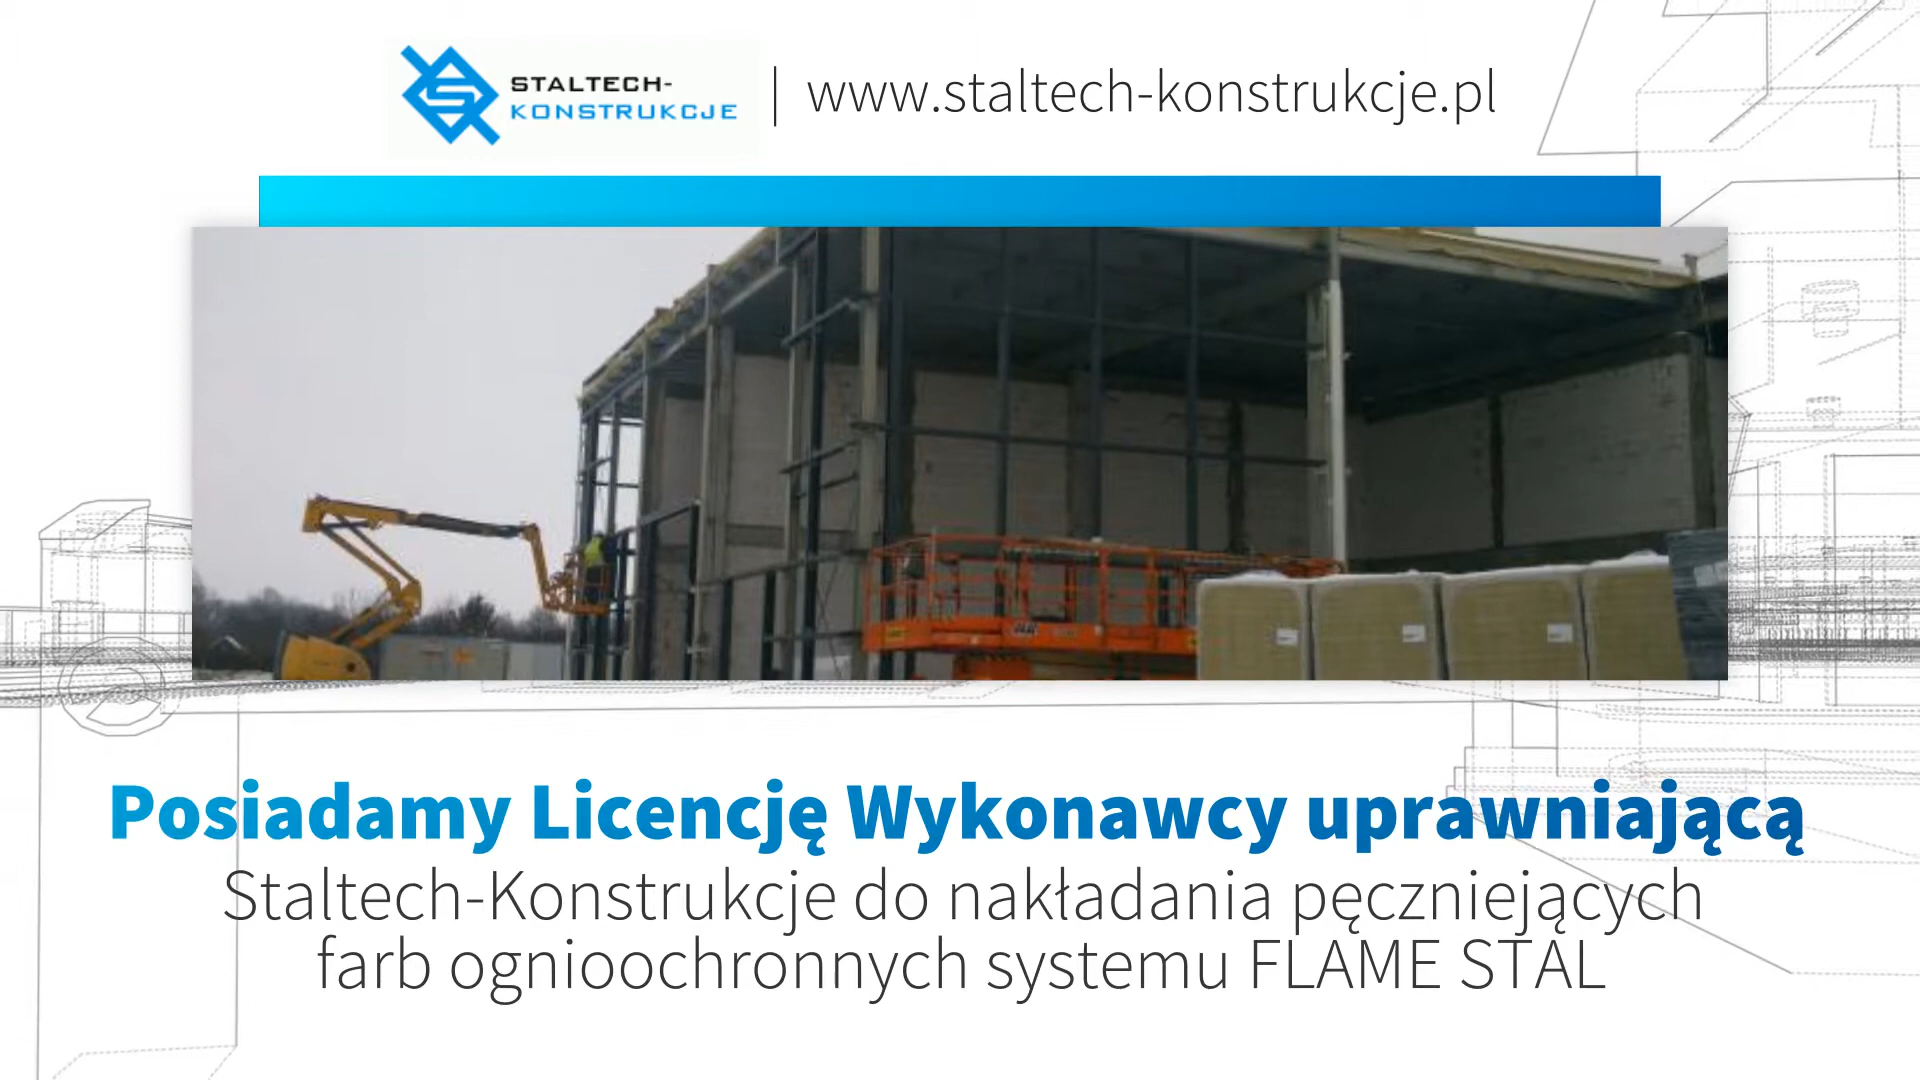 STALTECH-
KONSTRUKCJE
www.staltech-konstrukcje.pl
Posiadamy Licencję Wykonawcy uprawniającą
Staltech-Konstrukcje do nakładania pęczniejących
farb ognioochronnych systemu FLAME STAL